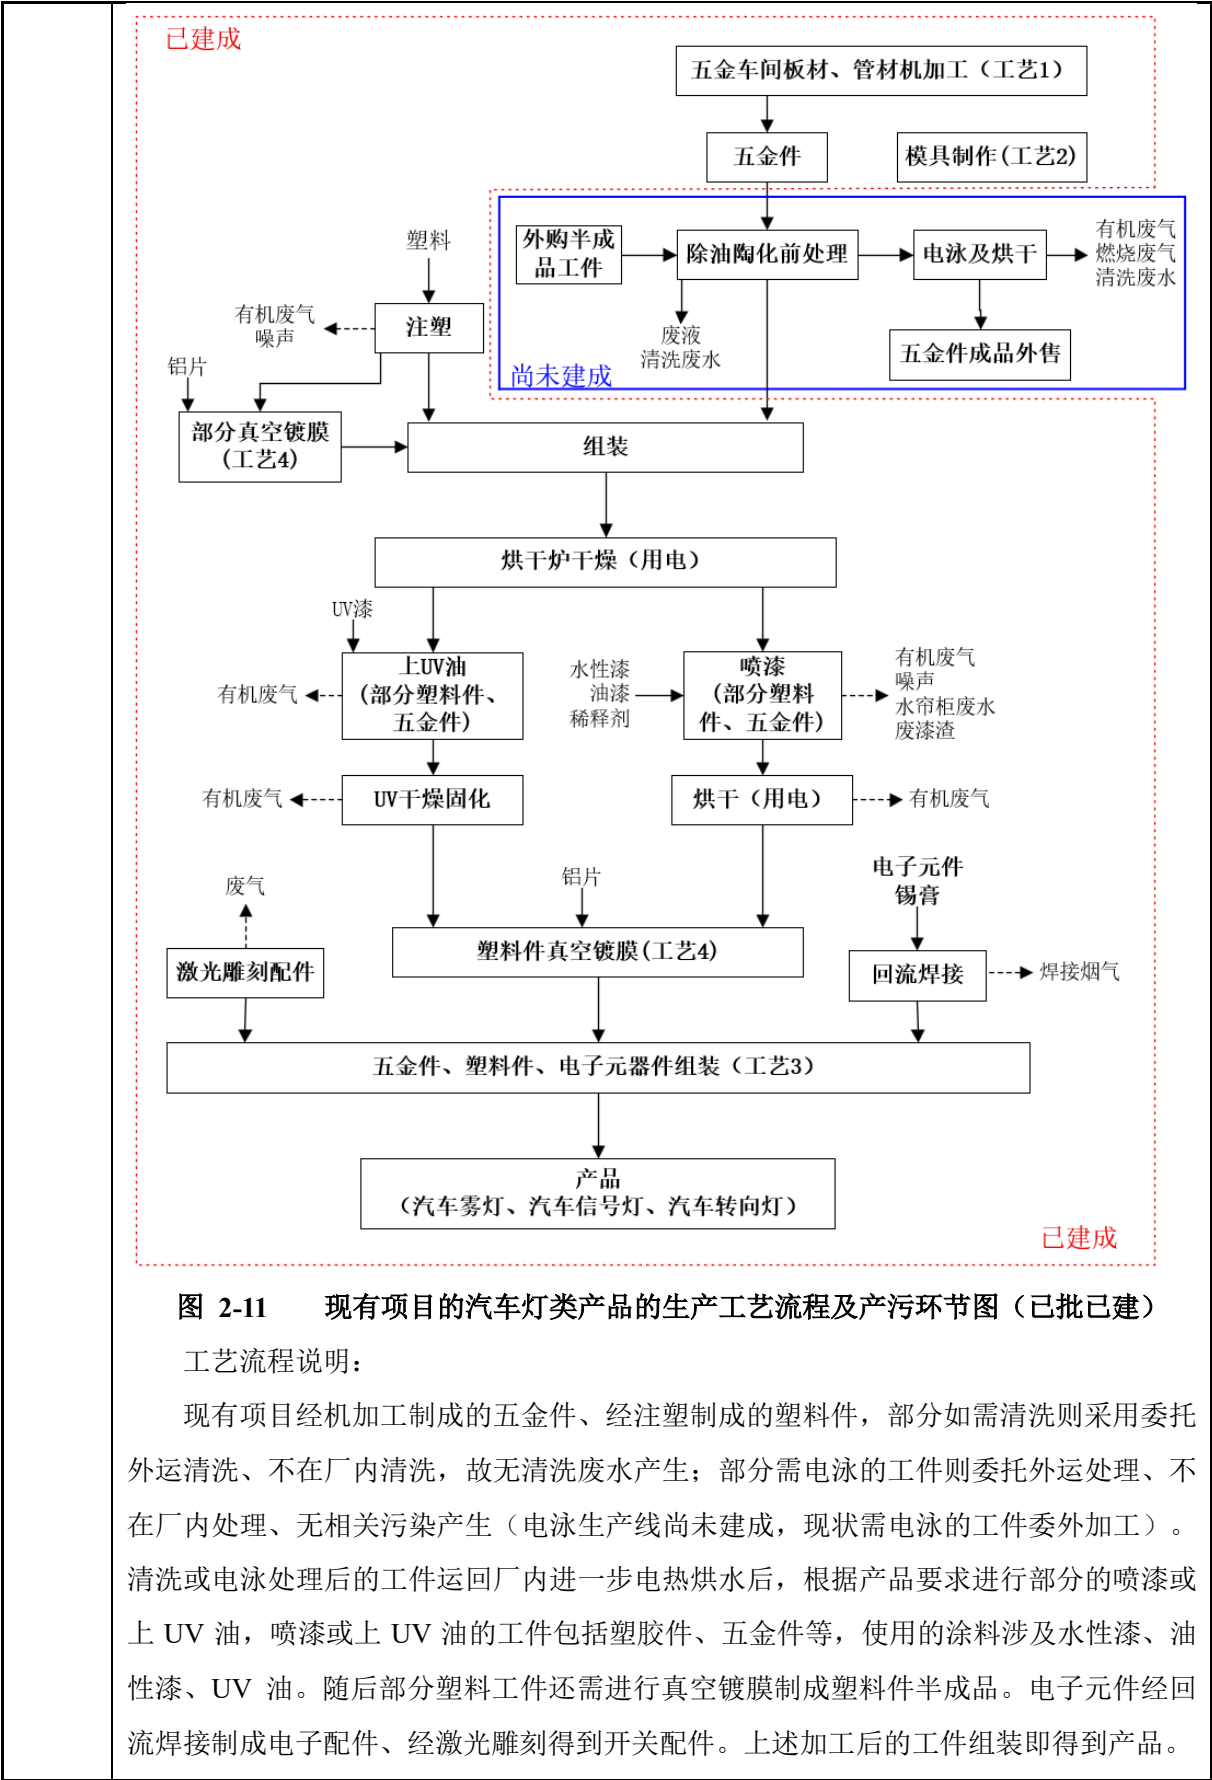 已建成
五金车间板材、管材机加工（工艺1）
五金件
模具制作(工艺2)
塑料
外购半成
品工件
除油陶化前处理
电泳及烘干
有机废气
燃烧废气
清洗废水
有机废气
噪声
注塑
废液
清洗废水
五金件成品外售
尚未建成
铝片
部分真空镀膜
(工艺4)
组装
烘干炉干燥（用电）
UV漆
上UV油
(部分塑料件、
五金件)
有机废气
水性漆
油漆
稀释剂
喷漆
(部分塑料
件、五金件)
有机废气
噪声
水帘柜废水
废漆渣
有机废气
UV干燥固化
烘干（用电）
有机废气
废气
铝片
电子元件
锡膏
激光雕刻配件
塑料件真空镀膜(工艺4)
回流焊接
焊接烟气
五金件、塑料件、电子元器件组装（工艺3）
产品
（汽车雾灯、汽车信号灯、汽车转向灯）
已建成
图 2-11 现有项目的汽车灯类产品的生产工艺流程及产污环节图（已批已建）
工艺流程说明：
现有项目经机加工制成的五金件、经注塑制成的塑料件，部分如需清洗则采用委托
外运清洗、不在厂内清洗，故无清洗废水产生；部分需电泳的工件则委托外运处理、不
在厂内处理、无相关污染产生（电泳生产线尚未建成，现状需电泳的工件委外加工）。
清洗或电泳处理后的工件运回厂内进一步电热烘水后，根据产品要求进行部分的喷漆或
上 UV 油，喷漆或上 UV 油的工件包括塑胶件、五金件等，使用的涂料涉及水性漆、油
性漆、UV 油。随后部分塑料工件还需进行真空镀膜制成塑料件半成品。电子元件经回
流焊接制成电子配件、经激光雕刻得到开关配件。上述加工后的工件组装即得到产品。